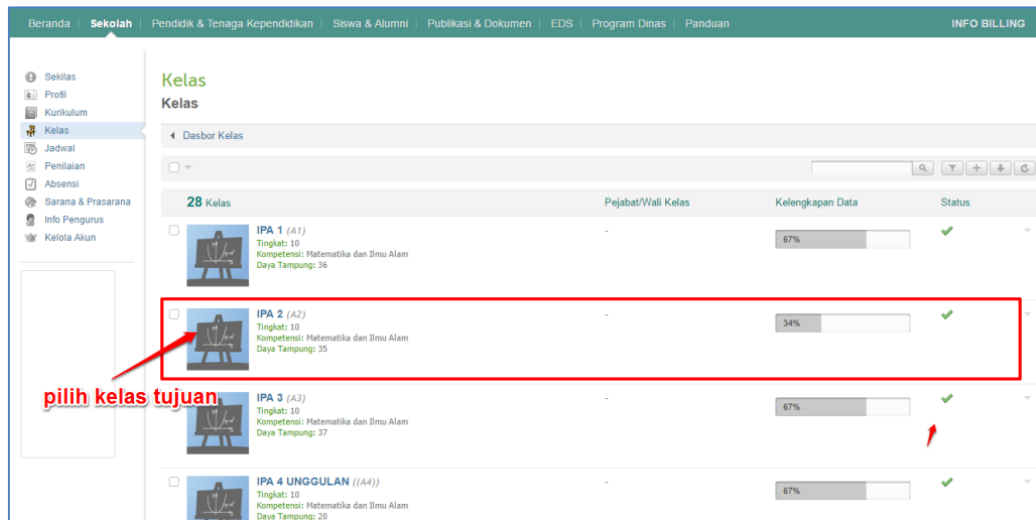 Beranda | Sekolah | Pendidik & Tenaga Kependidikan | Siswa & Alumni | Publikasi & Dokumen | EDS | Program Dinas | Panduan INFO BILLING
Sekilas
Profil
Kurikulum
Kelas
Jadwal
Penilaian
Absensi
Sarana & Prasarana
Info Pengurus
Kelola Akun
Kelas
Kelas
Dasbor Kelas
28 Kelas Pejabat/Wali Kelas Kelengkapan Data Status
IPA 1 (A1) -
Tingkat: 10
Kompetensi: Matematika dan Ilmu Alam
Daya Tampung: 36
67%
IPA 2 (A2) -
Tingkat: 10
Kompetensi: Matematika dan Ilmu Alam
Daya Tampung: 35
34%
pilih kelas tujuan
IPA 3 (A3) -
Tingkat: 10
Kompetensi: Matematika dan Ilmu Alam
Daya Tampung: 37
67%
IPA 4 UNGGULAN ((A4)) -
Tingkat: 10
Kompetensi: Matematika dan Ilmu Alam
Daya Tampung: 20
67%